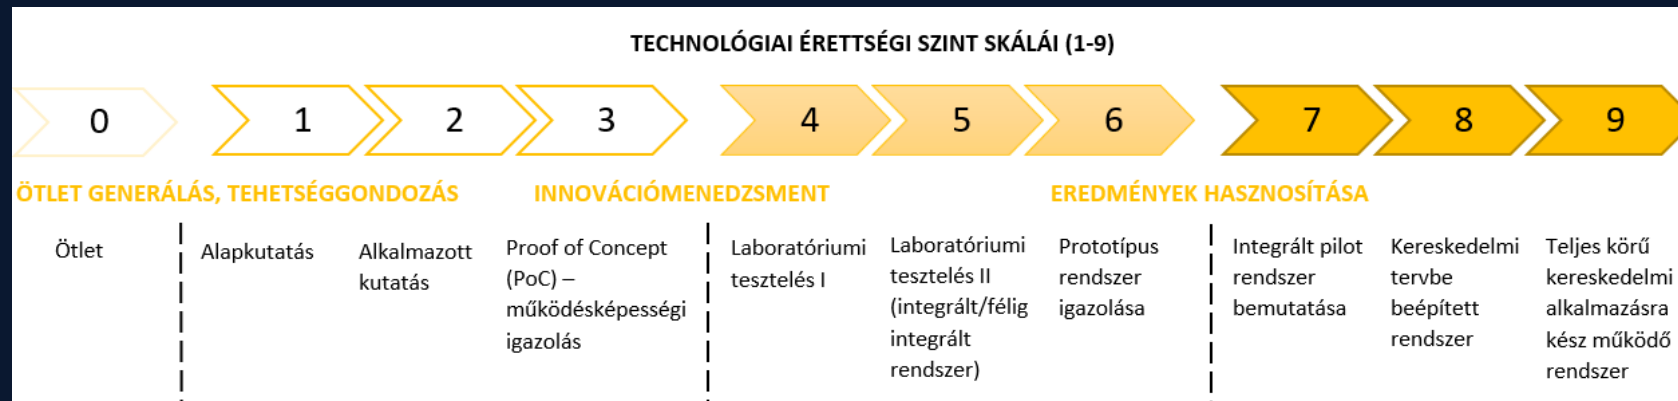 TECHNOLÓGIAI ÉRETTSÉGI SZINT SKÁLÁI (1-9)
0
1
2
3
4
5
6
7
8
9
ÖTLET GENERÁLÁS, TEHETSÉGGONDOZÁS
INNOVÁCIÓMENEDZSMENT
EREDMÉNYEK HASZNOSÍTÁSA
Ötlet
Alapkutatás
Alkalmazott
kutatás
Proof of Concept
(PoC) –
működésképességi
igazolás
Laboratóriumi
tesztelés I
Laboratóriumi
tesztelés II
(integrált/félig
integrált
rendszer)
Prototípus
rendszer
igazolása
Integrált pilot
rendszer
bemutatása
Kereskedelmi
tervbe
beépített
rendszer
Teljes körű
kereskedelmi
alkalmazásra
kész működő
rendszer